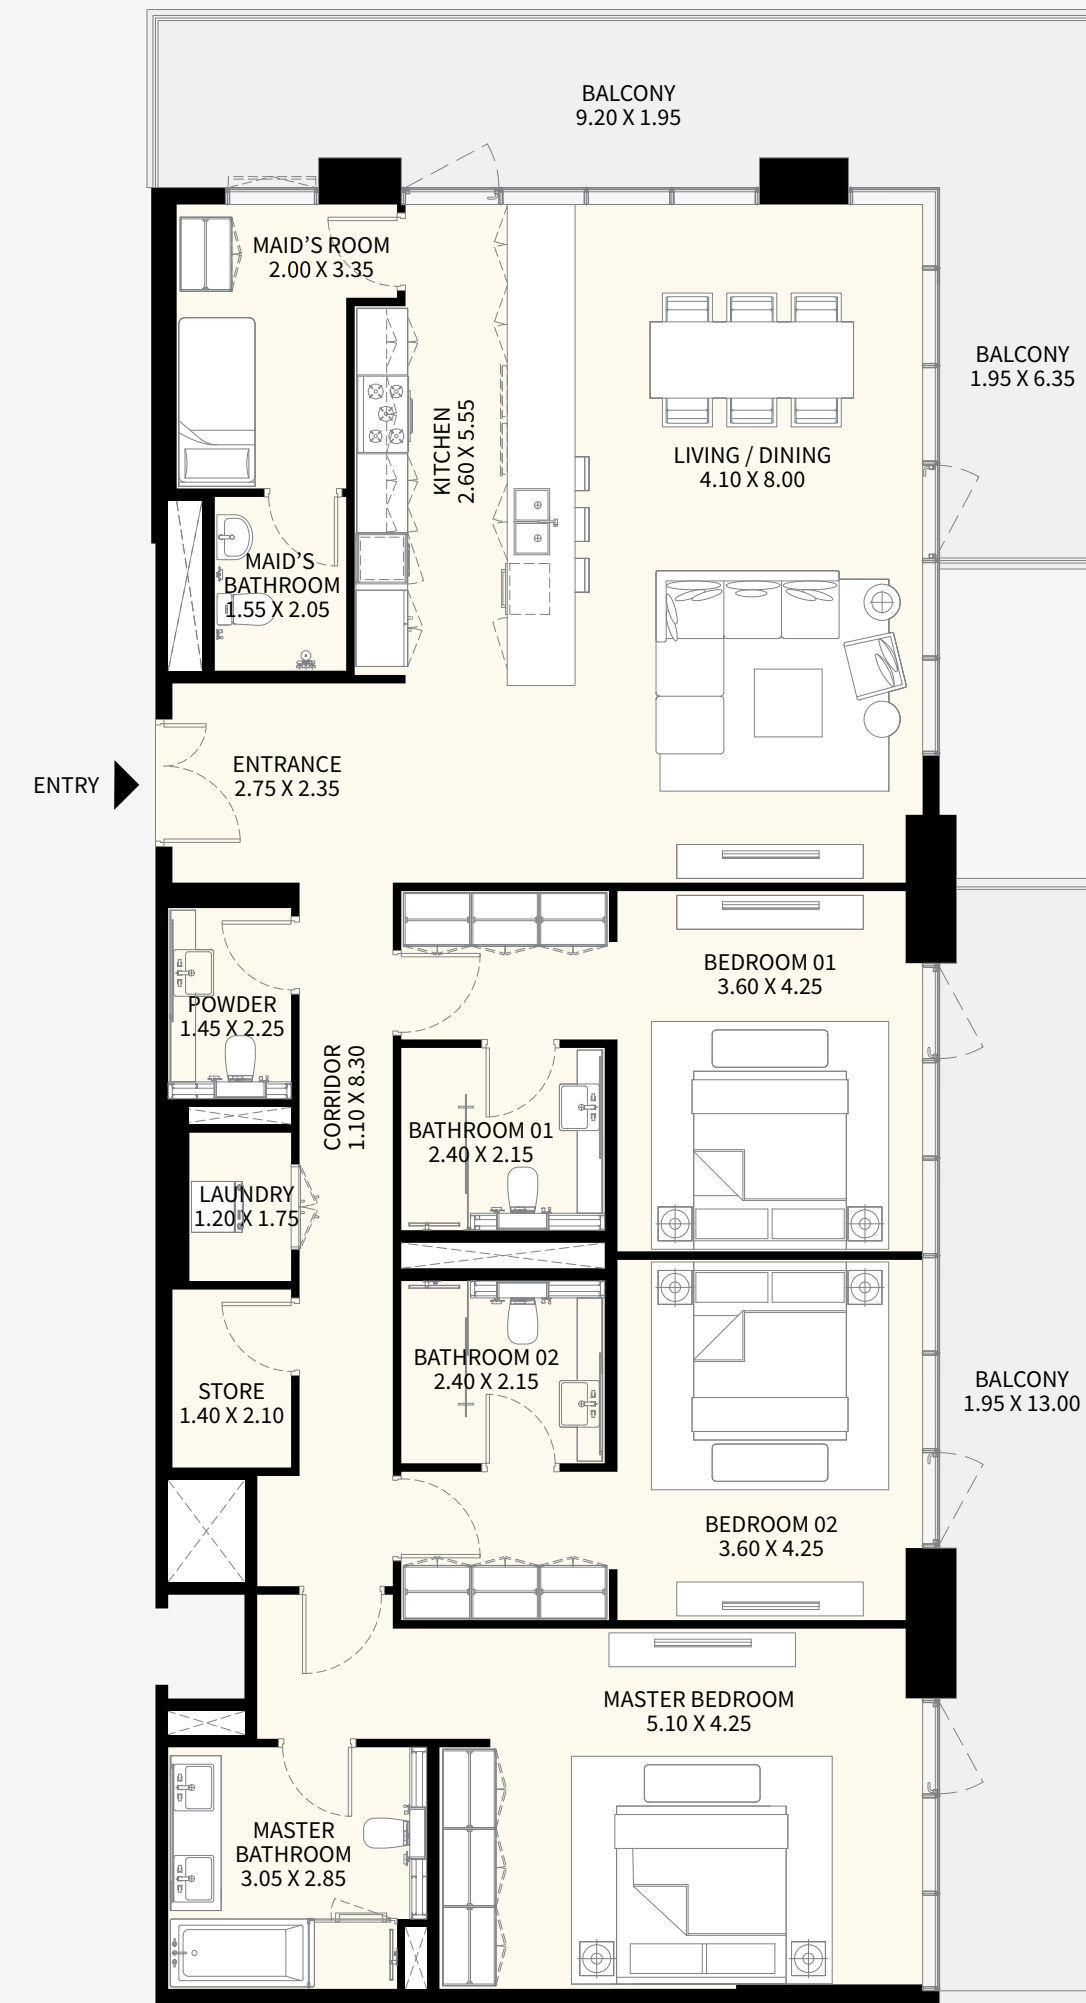 BALCONY
9.20 X 1.95
MAID'S ROOM
2.00 X 3.35
BALCONY
1.95 X 6.35
KITCHEN
2.60 X 5.55
LIVING / DINING
4.10 X 8.00
MAID'S
BATHROOM
1.55 X 2.05
ENTRY
ENTRANCE
2.75 X 2.35
BEDROOM 01
3.60 X 4.25
POWDER
1.45 X 2.25
CORRIDOR
1.10 X 8.30
BATHROOM 01
2.40 X 2.15
LAUNDRY
1.20 X 1.75
BATHROOM 02
2.40 X 2.15
STORE
1.40 X 2.10
BALCONY
1.95 X 13.00
BEDROOM 02
3.60 X 4.25
MASTER BEDROOM
5.10 X 4.25
MASTER
BATHROOM
3.05 X 2.85